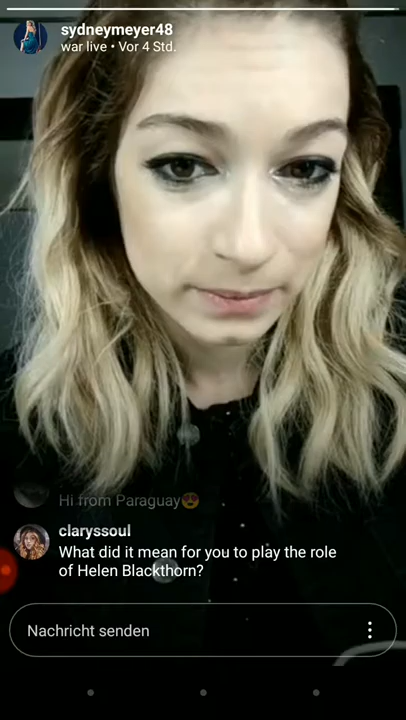 sydneymeyer48
war live • Vor 4 Std.
Hi from Paraguay😍
claryssoul
What did it mean for you to play the role
of Helen Blackthorn?
Nachricht senden